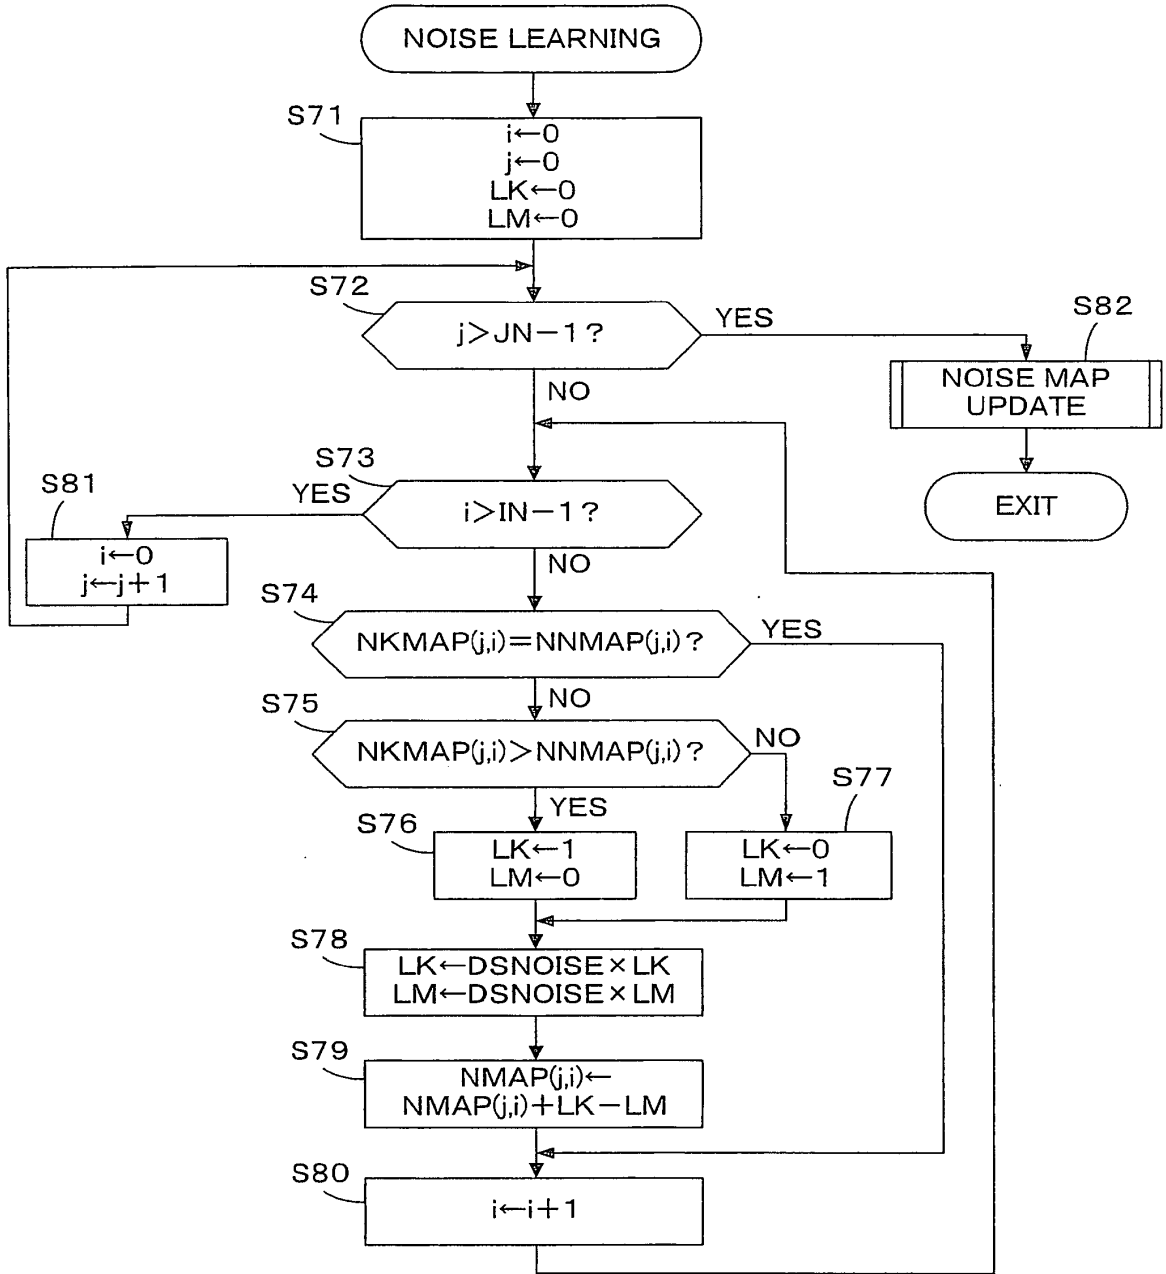 NOISE LEARNING
S71
i←0
j←0
LK←0
LM←0
S72
j>JN−1?
YES
NO
S82
NOISE MAP
UPDATE
EXIT
S73
i>IN−1?
YES
NO
S81
i←0
j←j+1
S74
NKMAP(j,i)=NNMAP(j,i)?
YES
NO
S75
NKMAP(j,i)>NNMAP(j,i)?
NO
YES
S76
LK←1
LM←0
S77
LK←0
LM←1
S78
LK←DSNOISE×LK
LM←DSNOISE×LM
S79
NMAP(j,i)←
NMAP(j,i)+LK−LM
S80
i←i+1